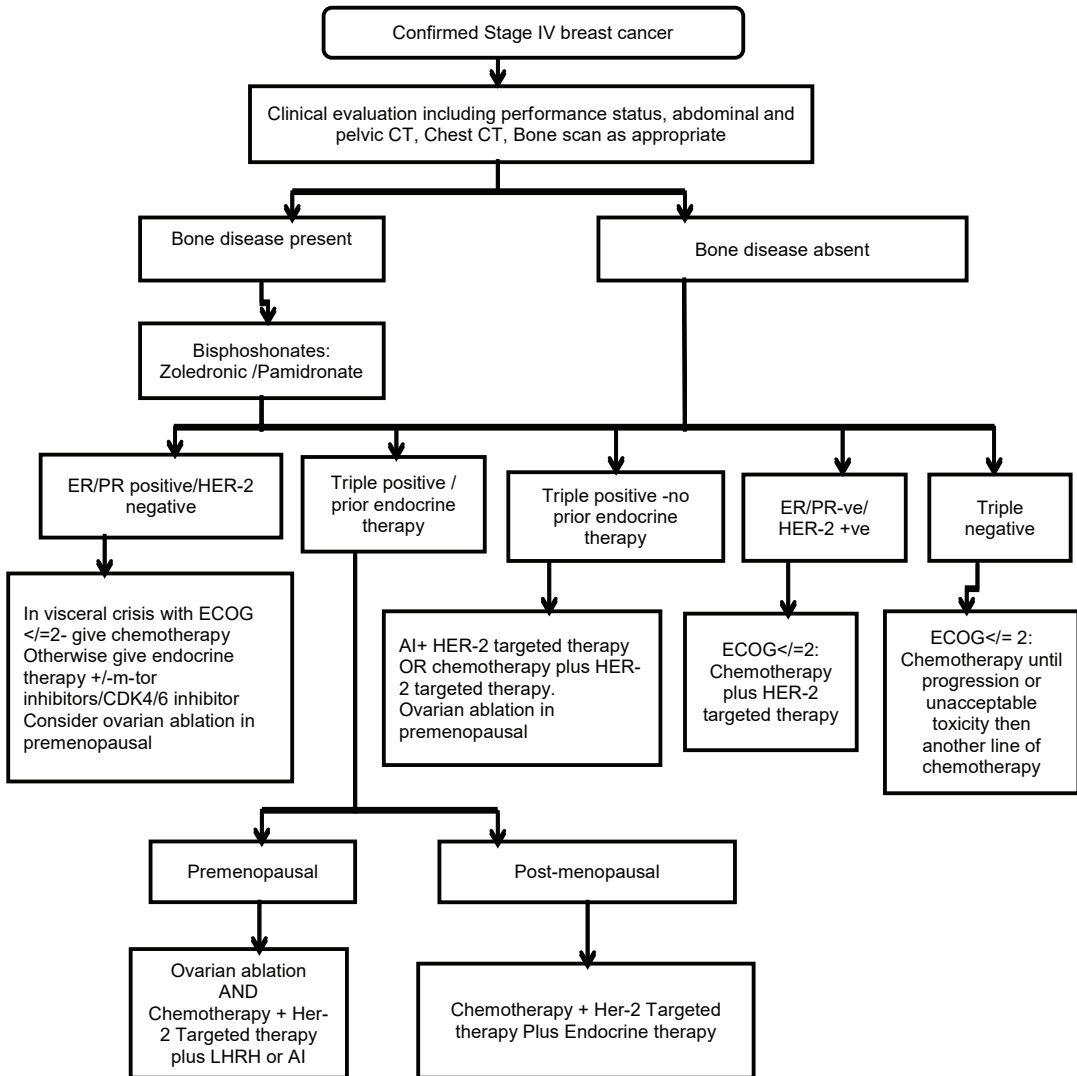 Confirmed Stage IV breast cancer
Clinical evaluation including performance status, abdominal and
pelvic CT, Chest CT, Bone scan as appropriate
Bone disease present
Bone disease absent
Bisphoshonates:
Zoledronic /Pamidronate
ER/PR positive/HER-2
negative
Triple positive /
prior endocrine
therapy
Triple positive -no
prior endocrine
therapy
ER/PR-ve/
HER-2 +ve
Triple
negative
In visceral crisis with ECOG
</=2- give chemotherapy
Otherwise give endocrine
therapy +/-m-tor
inhibitors/CDK4/6 inhibitor
Consider ovarian ablation in
premenopausal
AI+ HER-2 targeted therapy
OR chemotherapy plus HER-
2 targeted therapy.
Ovarian ablation in
premenopausal
ECOG</=2:
Chemotherapy
plus HER-2
targeted therapy
ECOG</= 2:
Chemotherapy until
progression or
unacceptable
toxicity then
another line of
chemotherapy
Premenopausal
Post-menopausal
Ovarian ablation
AND
Chemotherapy + Her-
2 Targeted therapy
plus LHRH or AI
Chemotherapy + Her-2 Targeted
therapy Plus Endocrine therapy